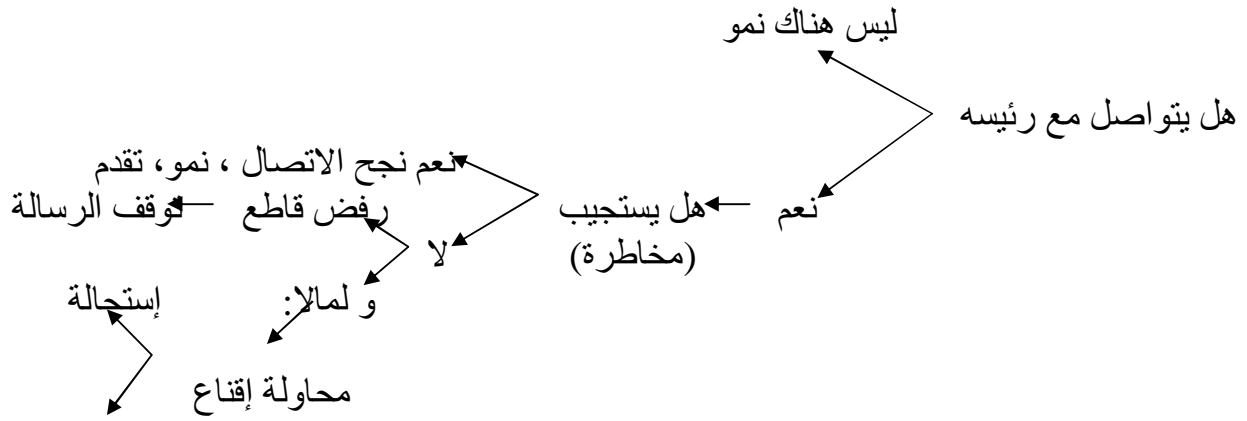 ليس هناك نمو
هل يتواصل مع رئيسه
نعم نجح الاتصال ، نمو، تقدم
نعم هل يستجيب رفض قاطع توقف الرسالة
(مخاطرة) لا
و لمالا: إستحالة
محاولة إقناع